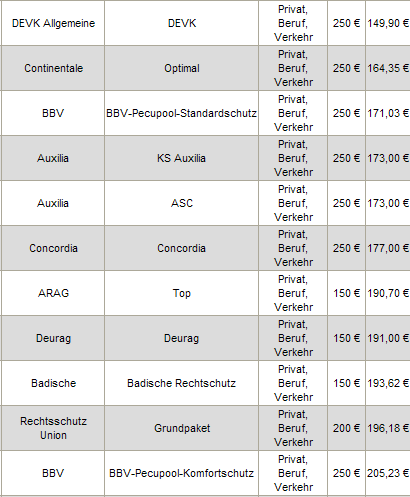 DEVK Allgemeine DEVK Privat, Beruf, Verkehr 250 € 149,90 €
Continentale Optimal Privat, Beruf, Verkehr 250 € 164,35 €
BBV BBV-Pecupool-Standardschutz Privat, Beruf, Verkehr 250 € 171,03 €
Auxilia KS Auxilia Privat, Beruf, Verkehr 250 € 173,00 €
Auxilia ASC Privat, Beruf, Verkehr 250 € 173,00 €
Concordia Concordia Privat, Beruf, Verkehr 250 € 177,00 €
ARAG Top Privat, Beruf, Verkehr 150 € 190,70 €
Deurag Deurag Privat, Beruf, Verkehr 150 € 191,00 €
Badische Badische Rechtschutz Privat, Beruf, Verkehr 150 € 193,62 €
Rechtsschutz Union Grundpaket Privat, Beruf, Verkehr 200 € 196,18 €
BBV BBV-Pecupool-Komfortschutz Privat, Beruf, Verkehr 250 € 205,23 €